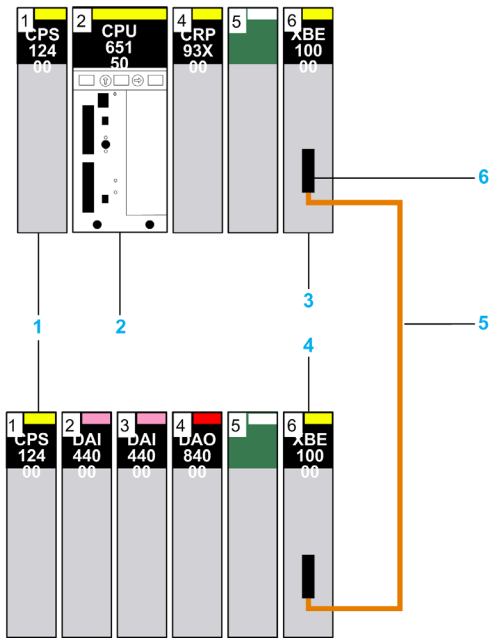 1 2 4 5 6
CPS CPU CRP XBE
124 651 93X 100
00 50 00 00
6
3
1 2 5
4
1 2 3 4 5 6
CPS DAI DAI DAO XBE
124 440 440 840 100
00 00 00 00 00